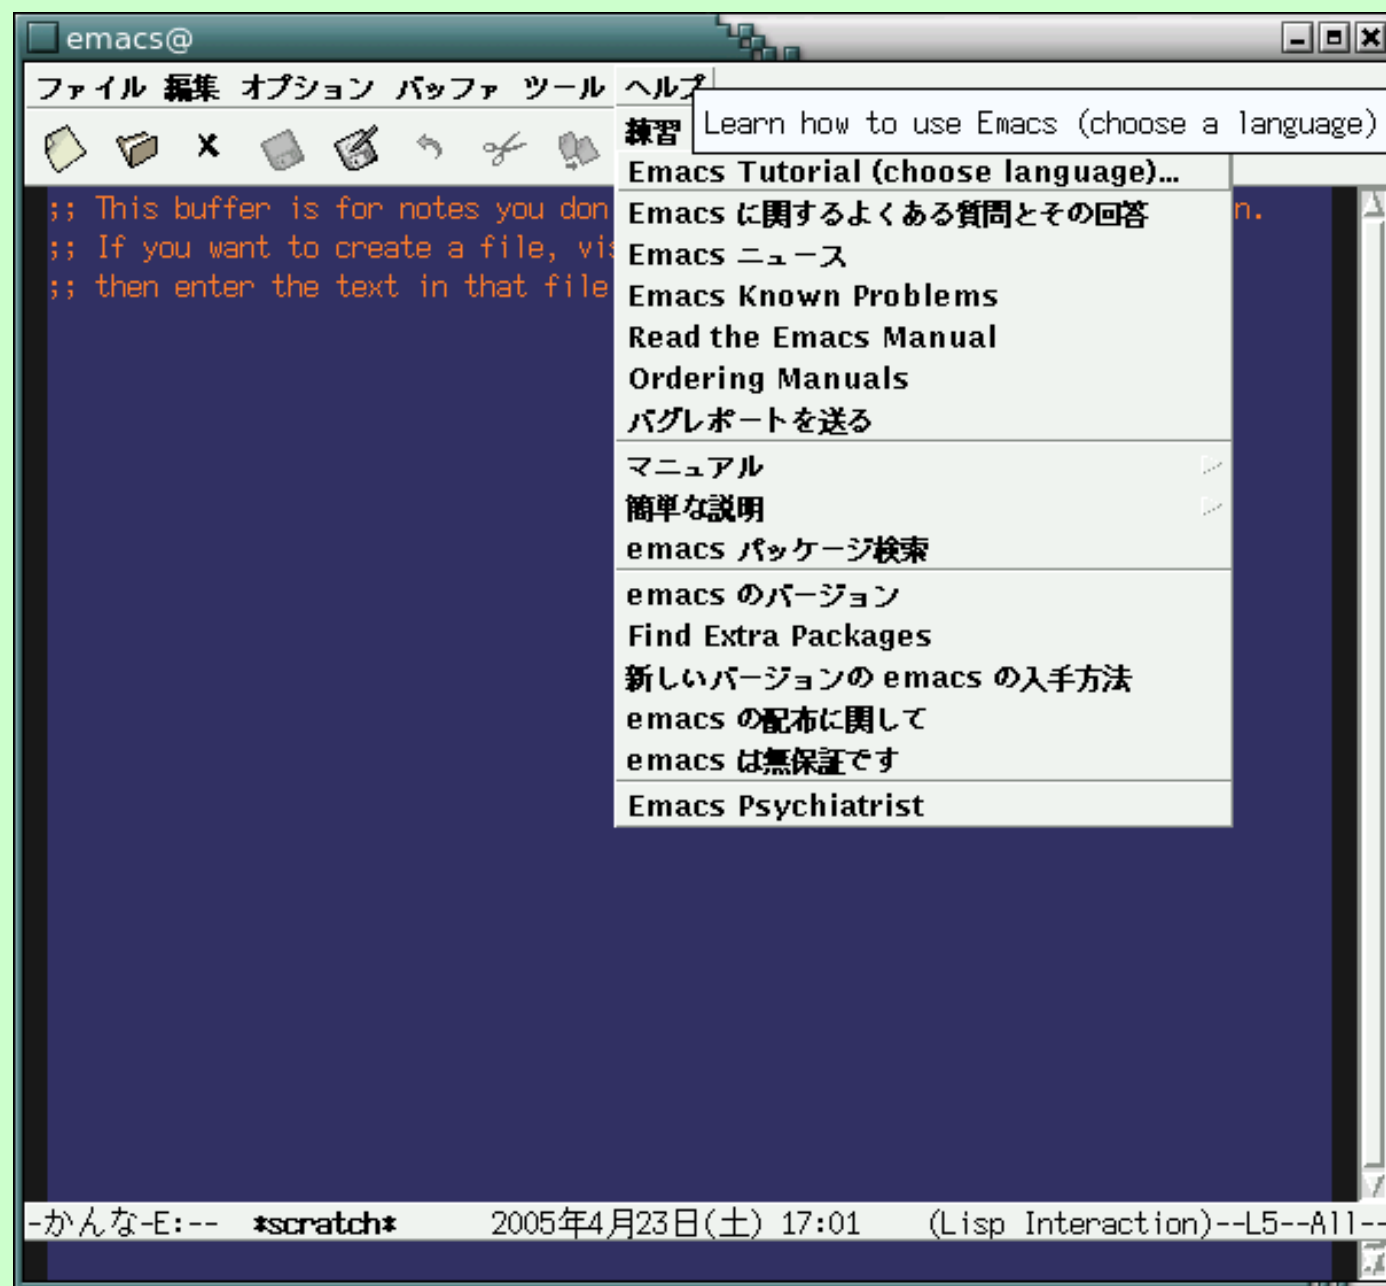 emacs@
ファイル 編集 オプション バッファ ツール ヘルプ
Learn how to use Emacs (choose a language)
練習
Emacs Tutorial (choose language)...
;; This buffer is for notes you don
n.
;; If you want to create a file, vis
;; then enter the text in that file
Emacs に関するよくある質問とその回答
Emacs ニュース
Emacs Known Problems
Read the Emacs Manual
Ordering Manuals
バグレポートを送る
マニュアル
簡単な説明
emacs パッケージ検索
emacs のバージョン
Find Extra Packages
新しいバージョンの emacs の入手方法
emacs の配布に関して
emacs は無保証です
Emacs Psychiatrist
-かんな-E:-- *scratch* 2005年4月23日(土) 17:01 (Lisp Interaction)--L5--All--